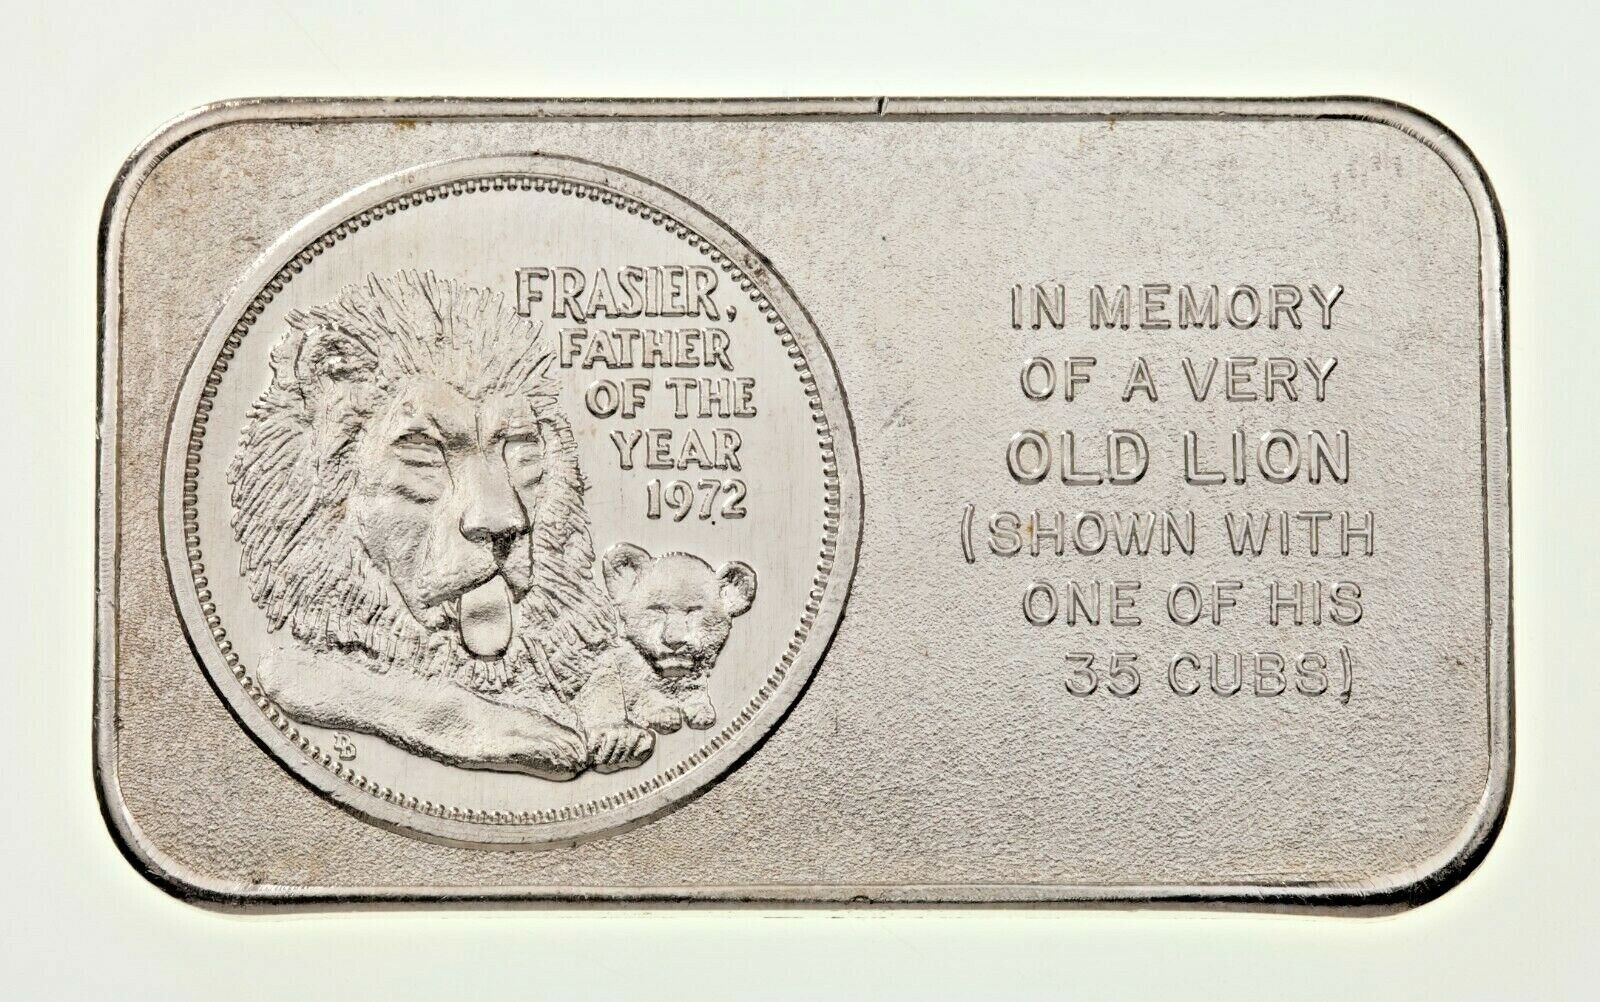 FRASIER,
FATHER
OF THE
YEAR
1972
IN MEMORY
OF A VERY
OLD LION
(SHOWN WITH
ONE OF HIS
35 CUBS)